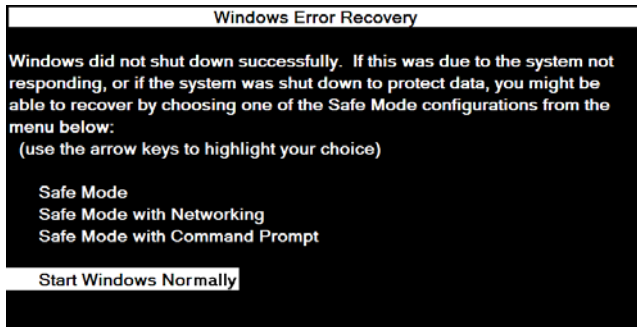 Windows Error Recovery
Windows did not shut down successfully. If this was due to the system not
responding, or if the system was shut down to protect data, you might be
able to recover by choosing one of the Safe Mode configurations from the
menu below:
(use the arrow keys to highlight your choice)
Safe Mode
Safe Mode with Networking
Safe Mode with Command Prompt
Start Windows Normally